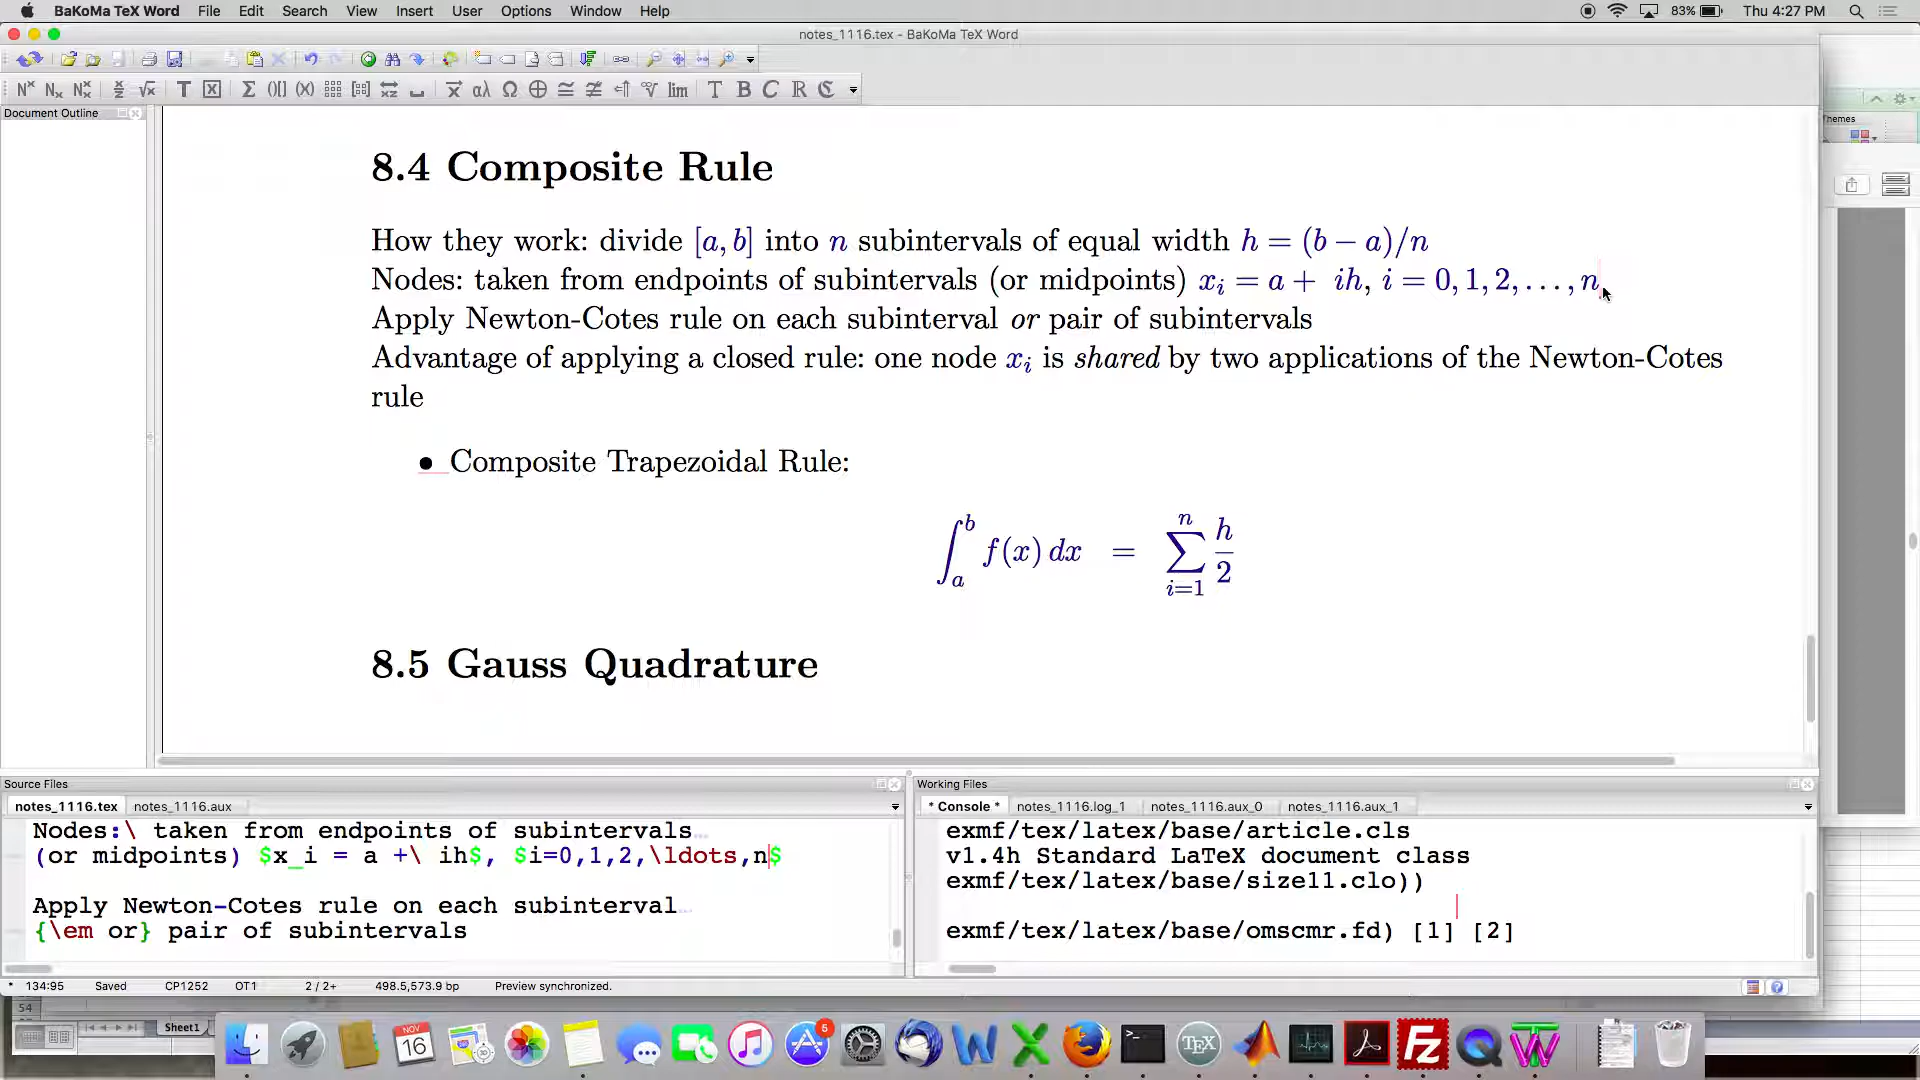 BaKoMa TeX Word File Edit Search View Insert User Options Window Help 83% Thu 4:27 PM
notes_1116.tex - BaKoMa TeX Word
Document Outline
hemes
8.4 Composite Rule
How they work: divide [a, b] into n subintervals of equal width h = (b − a)/n
Nodes: taken from endpoints of subintervals (or midpoints) x_i = a + ih, i = 0, 1, 2, . . . , n
Apply Newton-Cotes rule on each subinterval or pair of subintervals
Advantage of applying a closed rule: one node x_i is shared by two applications of the Newton-Cotes
rule
• Composite Trapezoidal Rule:
∫_a^b f(x) dx = ∑_{i=1}^n h/2
8.5 Gauss Quadrature
Source Files
notes_1116.tex notes_1116.aux
Nodes:\ taken from endpoints of subintervals
(or midpoints) $x_i = a +\ ih$, $i=0,1,2,\ldots,n$
Apply Newton-Cotes rule on each subinterval
{\em or} pair of subintervals
Working Files
* Console * notes_1116.log_1 notes_1116.aux_0 notes_1116.aux_1
exmf/tex/latex/base/article.cls
v1.4h Standard LaTeX document class
exmf/tex/latex/base/size11.clo))
exmf/tex/latex/base/omscmr.fd) [1] [2]
* 134:95 Saved CP1252 OT1 2 / 2+ 498.5,573.9 bp Preview synchronized.
54
Sheet1
NOV
16
5